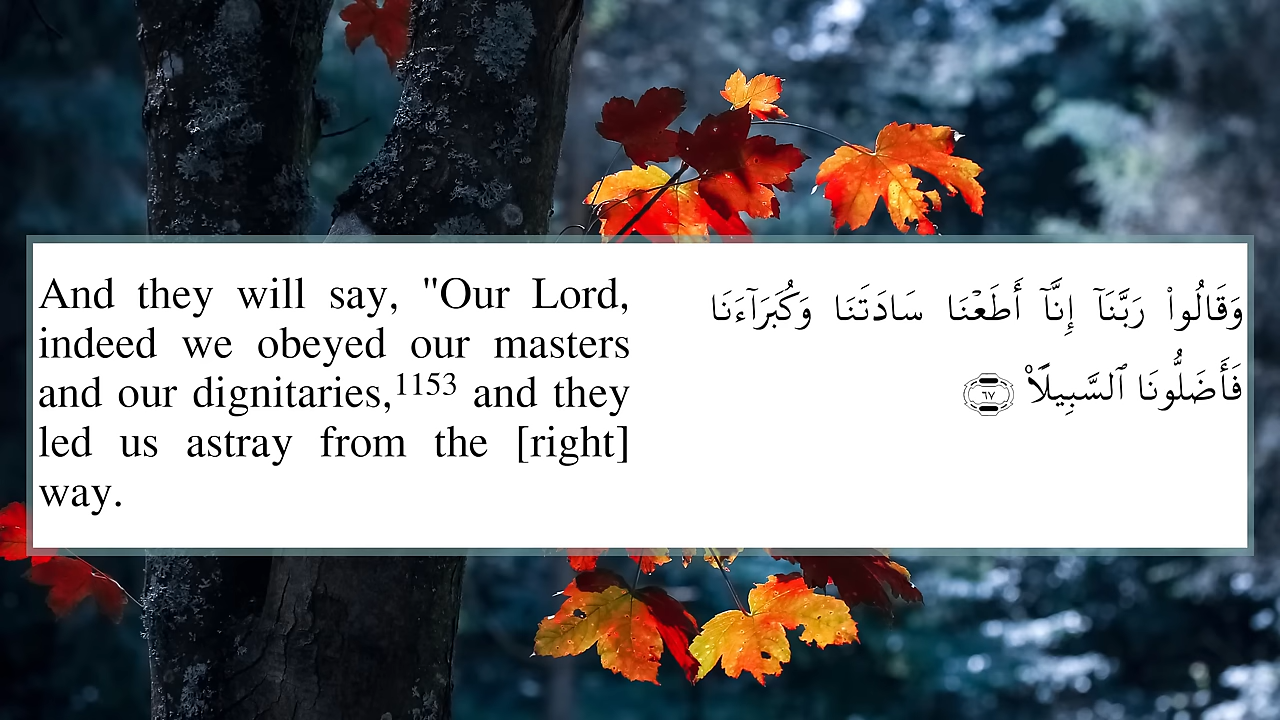 And they will say, "Our Lord,
indeed we obeyed our masters
and our dignitaries,1153 and they
led us astray from the [right]
way.
وَقَالُوا۟ رَبَّنَآ إِنَّآ أَطَعْنَا سَادَتَنَا وَكُبَرَآءَنَا
فَأَضَلُّونَا ٱلسَّبِيلَا۠ ٦٧